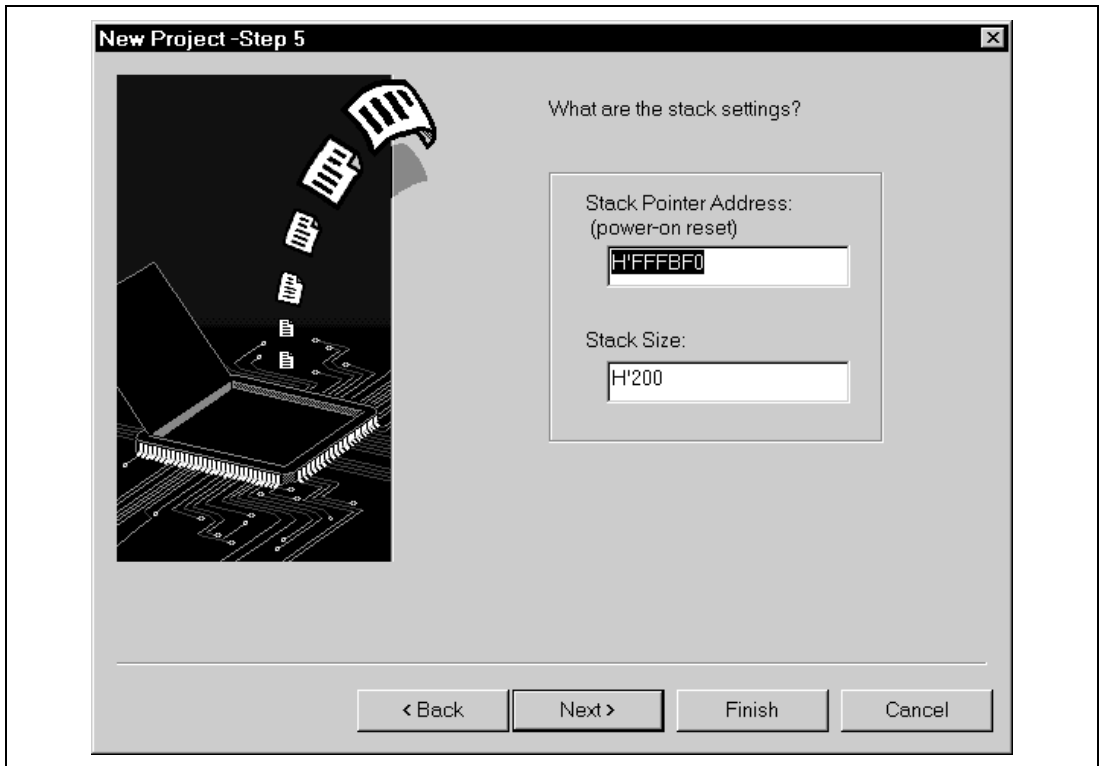 New Project -Step 5
What are the stack settings?
Stack Pointer Address:
(power-on reset)
H'FFFBF0
Stack Size:
H'200
< Back
Next >
Finish
Cancel